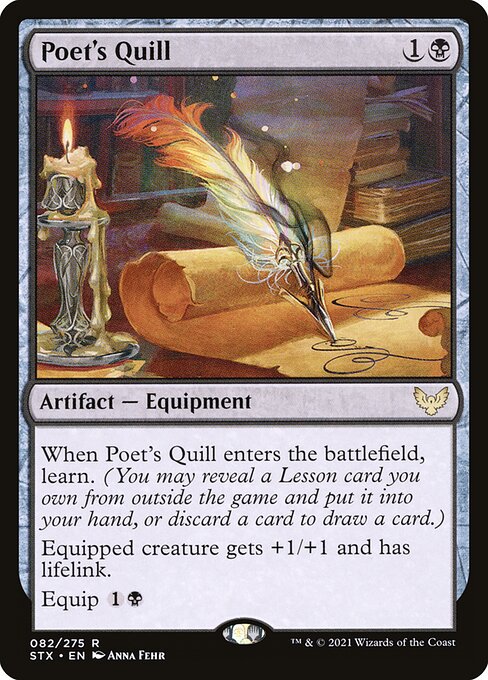 Poet's Quill 1
Artifact — Equipment
When Poet's Quill enters the battlefield,
learn. (You may reveal a Lesson card you
own from outside the game and put it into
your hand, or discard a card to draw a card.)
Equipped creature gets +1/+1 and has
lifelink.
Equip 1
082/275 R
STX • EN Anna Fehr
™ & © 2021 Wizards of the Coast